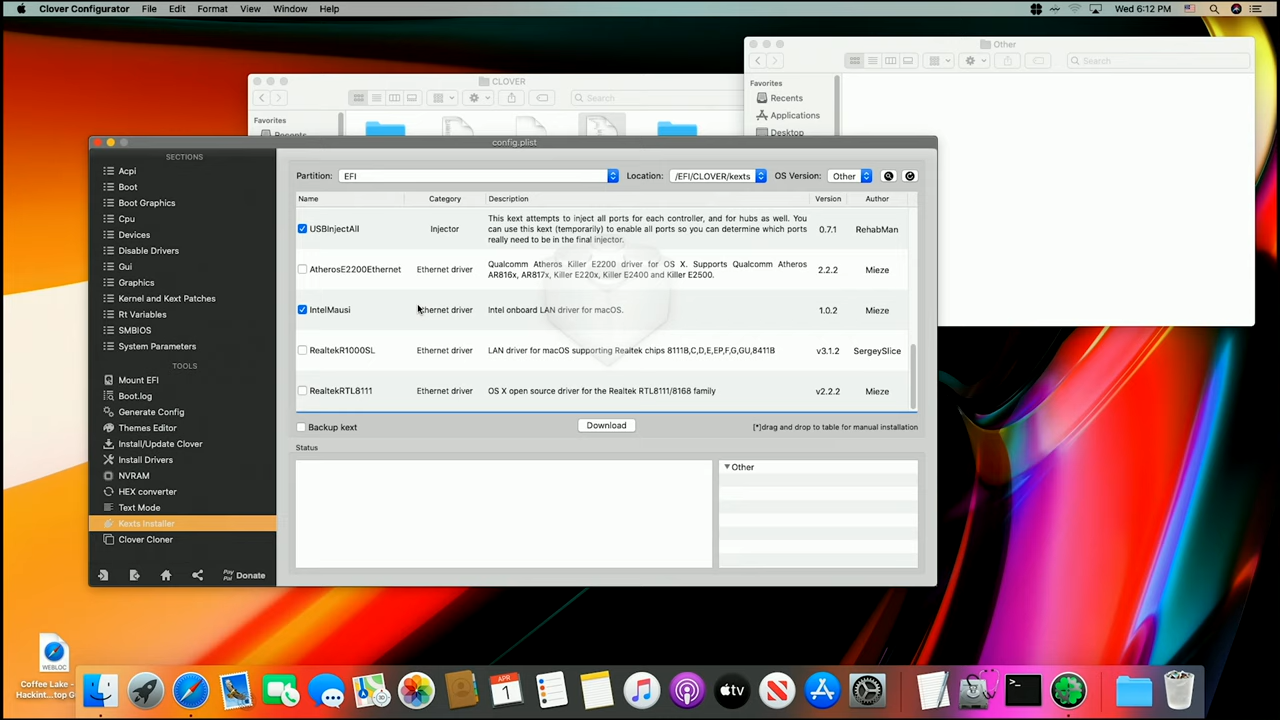 Clover Configurator File Edit Format View Window Help Wed 6:12 PM
Other
Search
Favorites
Recents
Applications
Desktop
CLOVER
Search
Favorites
Recents
config.plist
SECTIONS
Acpi
Boot
Boot Graphics
Cpu
Devices
Disable Drivers
Gui
Graphics
Kernel and Kext Patches
Rt Variables
SMBIOS
System Parameters
TOOLS
Mount EFI
Boot.log
Generate Config
Themes Editor
Install/Update Clover
Install Drivers
NVRAM
HEX converter
Text Mode
Kexts Installer
Clover Cloner
Pay Pal Donate
Partition: EFI Location: /EFI/CLOVER/kexts OS Version: Other
Name Category Description Version Author
USBInjectAll Injector This kext attempts to inject all ports for each controller, and for hubs as well. You
can use this kext (temporarily) to enable all ports so you can determine which ports
really need to be in the final injector. 0.7.1 RehabMan
AtherosE2200Ethernet Ethernet driver Qualcomm Atheros Killer E2200 driver for OS X. Supports Qualcomm Atheros
AR816x, AR817x, Killer E220x, Killer E2400 and Killer E2500. 2.2.2 Mieze
IntelMausi Ethernet driver Intel onboard LAN driver for macOS. 1.0.2 Mieze
RealtekR1000SL Ethernet driver LAN driver for macOS supporting Realtek chips 8111B,C,D,E,EP,F,G,GU,8411B v3.1.2 SergeySlice
RealtekRTL8111 Ethernet driver OS X open source driver for the Realtek RTL8111/8168 family v2.2.2 Mieze
Backup kext Download [*]drag and drop to table for manual installation
Status
Other
WEBLOC
Coffee Lake -
Hackint...top G
APR
1
tv